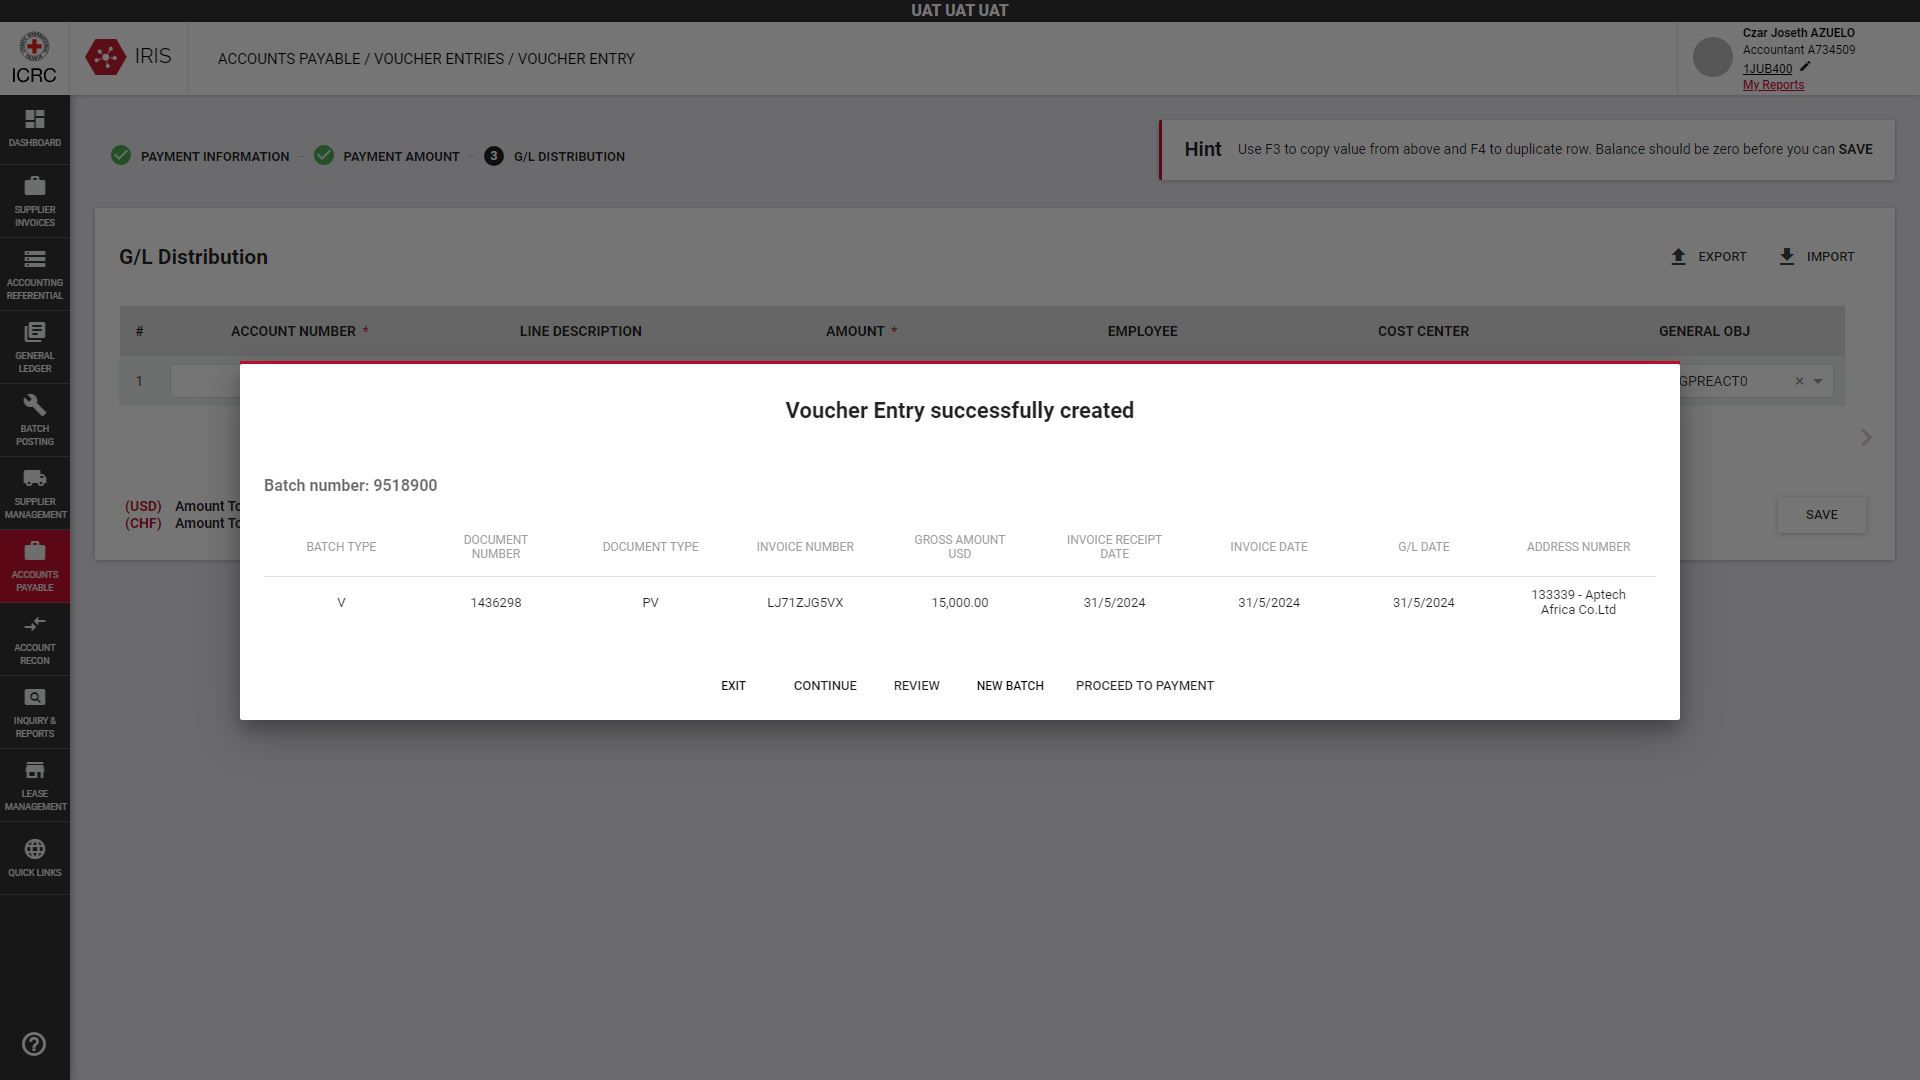 UAT UAT UAT
ICRC
IRIS
ACCOUNTS PAYABLE / VOUCHER ENTRIES / VOUCHER ENTRY
Czar Joseth AZUELO
Accountant A734509
1JUB400
My Reports
DASHBOARD
SUPPLIER
INVOICES
ACCOUNTING
REFERENTIAL
GENERAL
LEDGER
BATCH
POSTING
SUPPLIER
MANAGEMENT
ACCOUNTS
PAYABLE
ACCOUNT
RECON
INQUIRY &
REPORTS
LEASE
MANAGEMENT
QUICK LINKS
PAYMENT INFORMATION
PAYMENT AMOUNT
3 G/L DISTRIBUTION
Hint Use F3 to copy value from above and F4 to duplicate row. Balance should be zero before you can SAVE
G/L Distribution
EXPORT
IMPORT
# ACCOUNT NUMBER * LINE DESCRIPTION AMOUNT * EMPLOYEE COST CENTER GENERAL OBJ
1 GPREACT0
(USD) Amount To
(CHF) Amount To
SAVE
Voucher Entry successfully created
Batch number: 9518900
BATCH TYPE DOCUMENT NUMBER DOCUMENT TYPE INVOICE NUMBER GROSS AMOUNT USD INVOICE RECEIPT DATE INVOICE DATE G/L DATE ADDRESS NUMBER
V 1436298 PV LJ71ZJG5VX 15,000.00 31/5/2024 31/5/2024 31/5/2024 133339 - Aptech Africa Co.Ltd
EXIT CONTINUE REVIEW NEW BATCH PROCEED TO PAYMENT